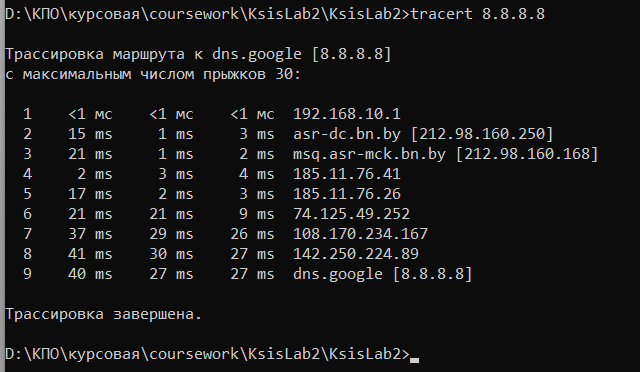 D:\КПО\курсовая\coursework\KsisLab2\KsisLab2>tracert 8.8.8.8
Трассировка маршрута к dns.google [8.8.8.8]
с максимальным числом прыжков 30:
1 <1 мс <1 мс <1 мс 192.168.10.1
2 15 ms 1 ms 3 ms asr-dc.bn.by [212.98.160.250]
3 21 ms 1 ms 2 ms msq.asr-mck.bn.by [212.98.160.168]
4 2 ms 3 ms 4 ms 185.11.76.41
5 17 ms 2 ms 3 ms 185.11.76.26
6 21 ms 21 ms 9 ms 74.125.49.252
7 37 ms 29 ms 26 ms 108.170.234.167
8 41 ms 30 ms 27 ms 142.250.224.89
9 40 ms 27 ms 27 ms dns.google [8.8.8.8]
Трассировка завершена.
D:\КПО\курсовая\coursework\KsisLab2\KsisLab2>